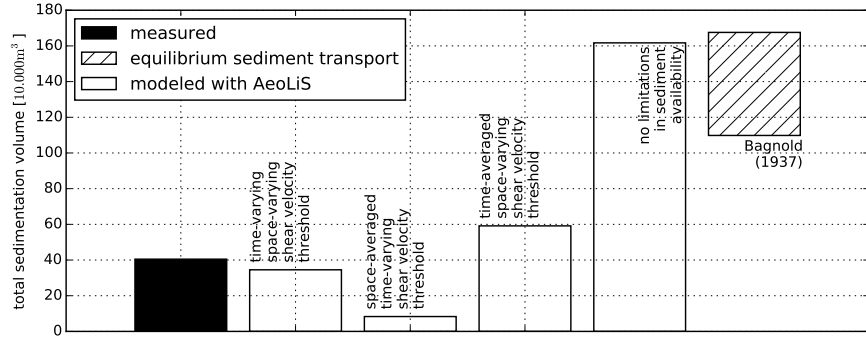 total sedimentation volume [10.000m³ ]
180
160
140
120
100
80
60
40
20
0
measured
equilibrium sediment transport
modeled with AeoLiS
time-varying
space-varying
shear velocity
threshold
space-averaged
time-varying
shear velocity
threshold
time-averaged
space-varying
shear velocity
threshold
no limitations
in sediment
availability
Bagnold
(1937)